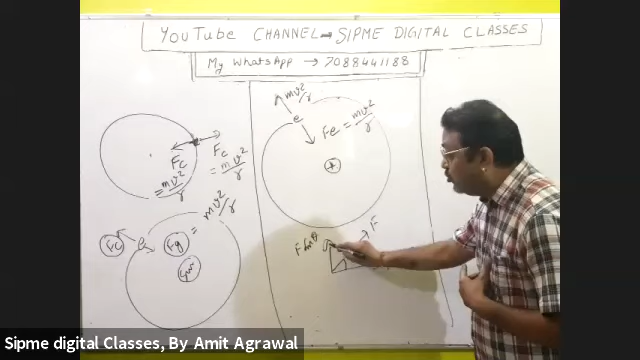 YouTube CHANNEL → SIPME DIGITAL CLASSES
My WhatsApp → 7088441188
Fc
= mv²/r
Fc
= mv²/r
Fc
e
Fg
= mv²/r
Sun
mv²/r
e
Fe = mv²/r
+
F
Sipme digital Classes, By Amit Agrawal